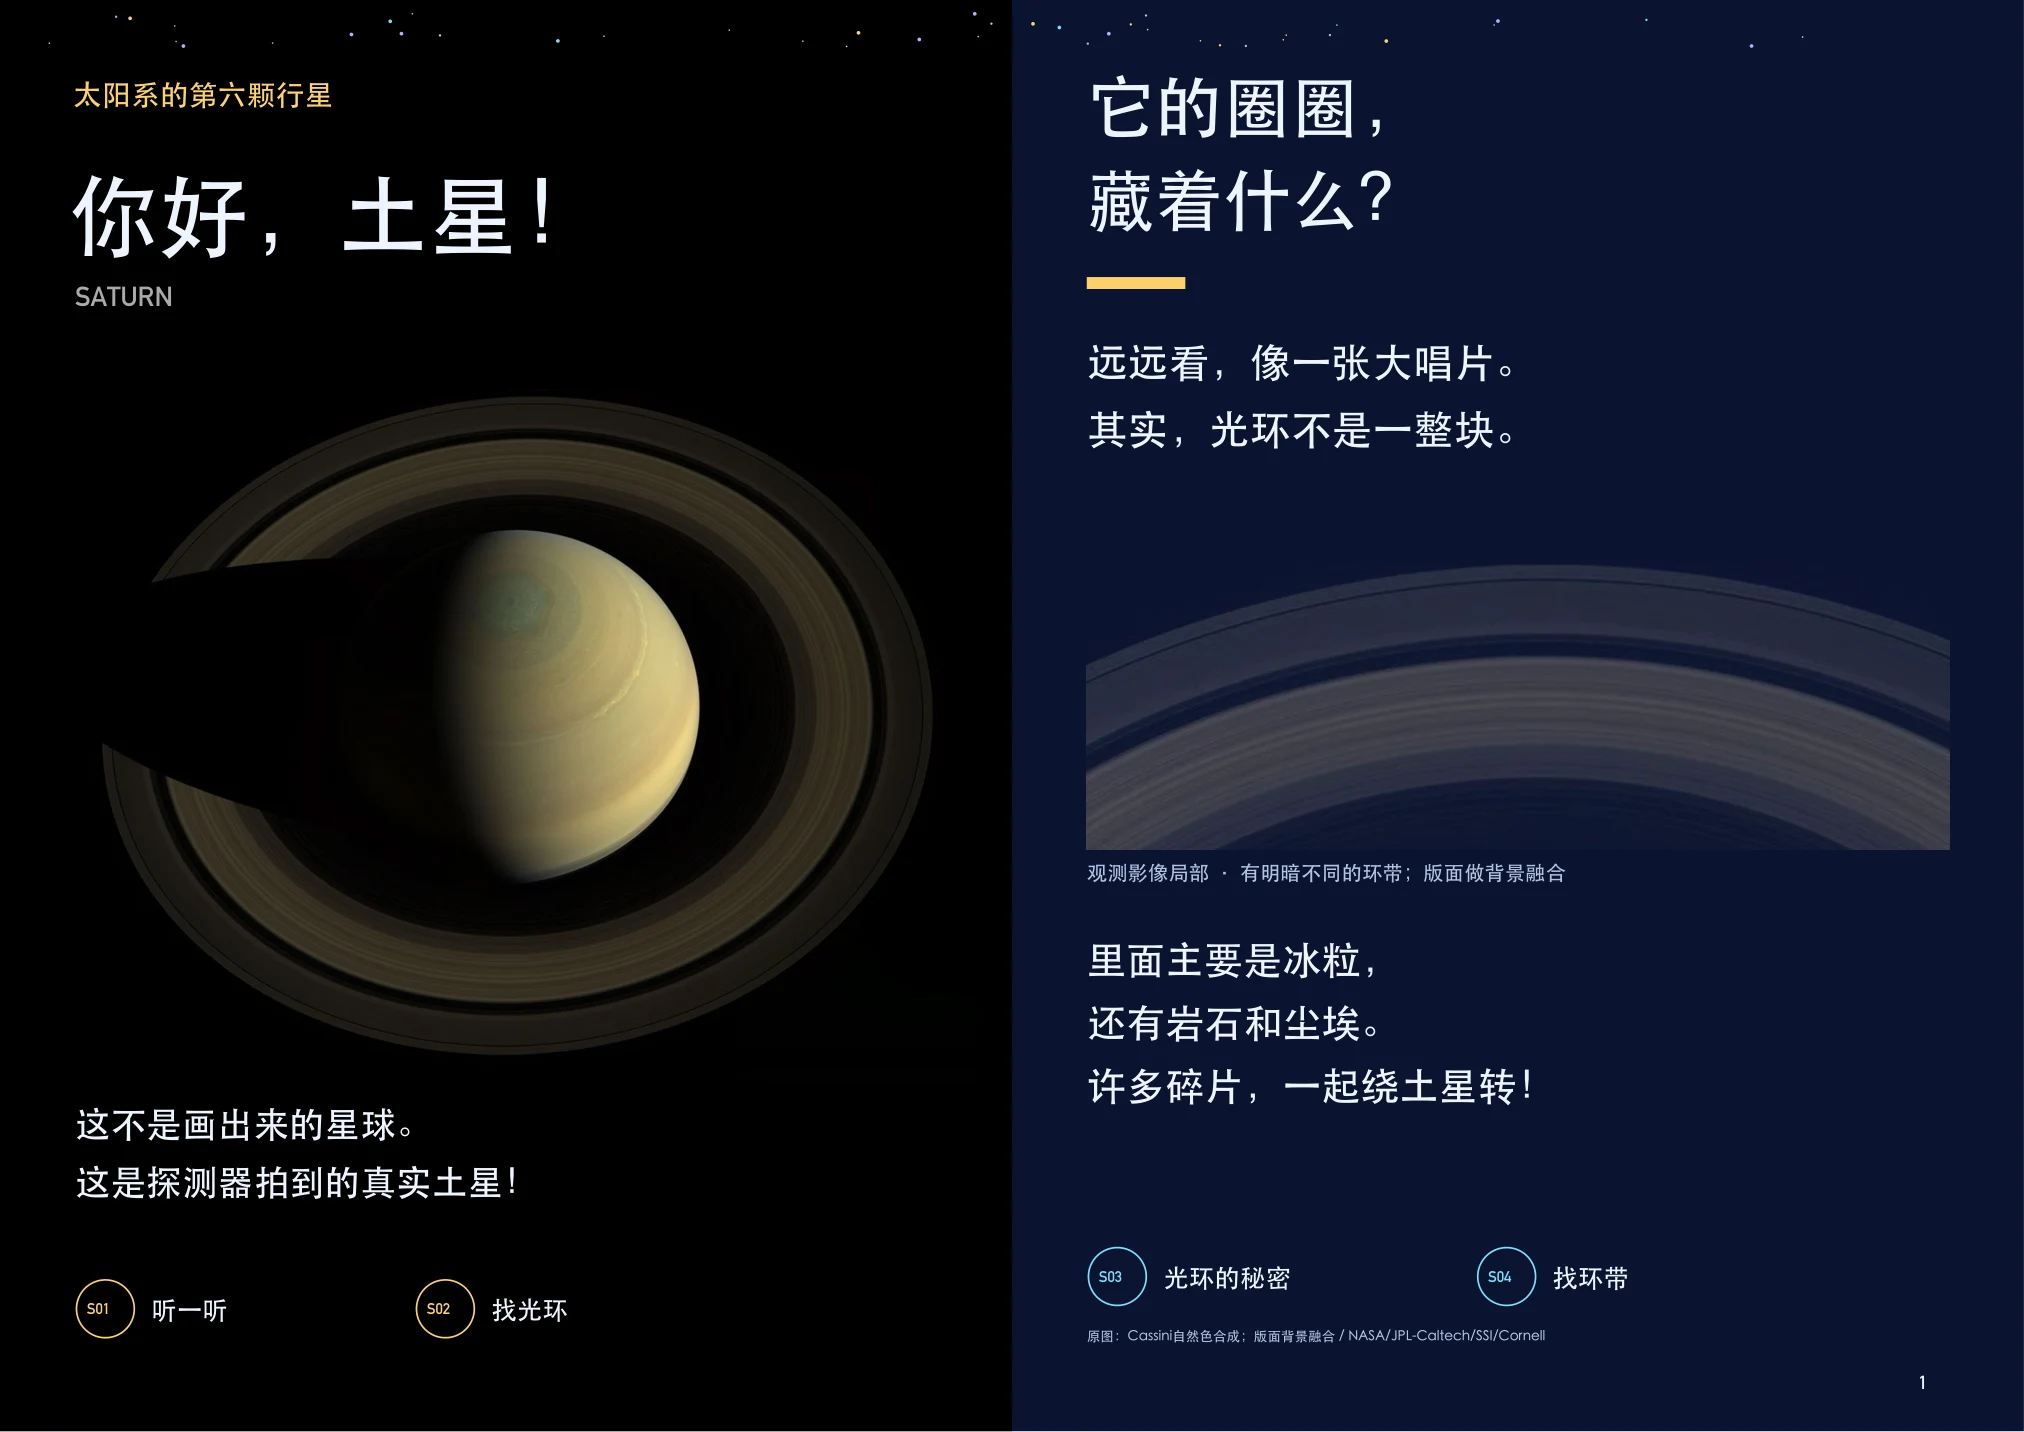 太阳系的第六颗行星
你好，土星！
SATURN
这不是画出来的星球。
这是探测器拍到的真实土星！
S01 听一听
S02 找光环
它的圈圈，
藏着什么？
远远看，像一张大唱片。
其实，光环不是一整块。
观测影像局部 · 有明暗不同的环带；版面做背景融合
里面主要是冰粒，
还有岩石和尘埃。
许多碎片，一起绕土星转！
S03 光环的秘密
S04 找环带
原图：Cassini自然色合成；版面背景融合 / NASA/JPL-Caltech/SSI/Cornell
1